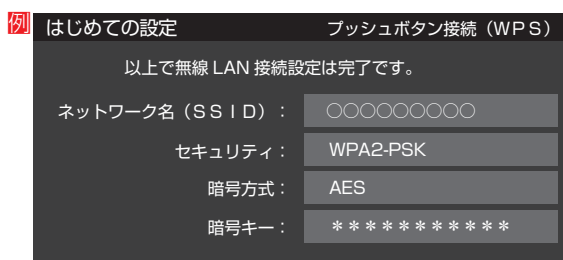 例
はじめての設定 プッシュボタン接続（WPS）
以上で無線 LAN 接続設定は完了です。
ネットワーク名（SSID）： ○○○○○○○○○
セキュリティ： WPA2-PSK
暗号方式： AES
暗号キー： ＊＊＊＊＊＊＊＊＊＊＊